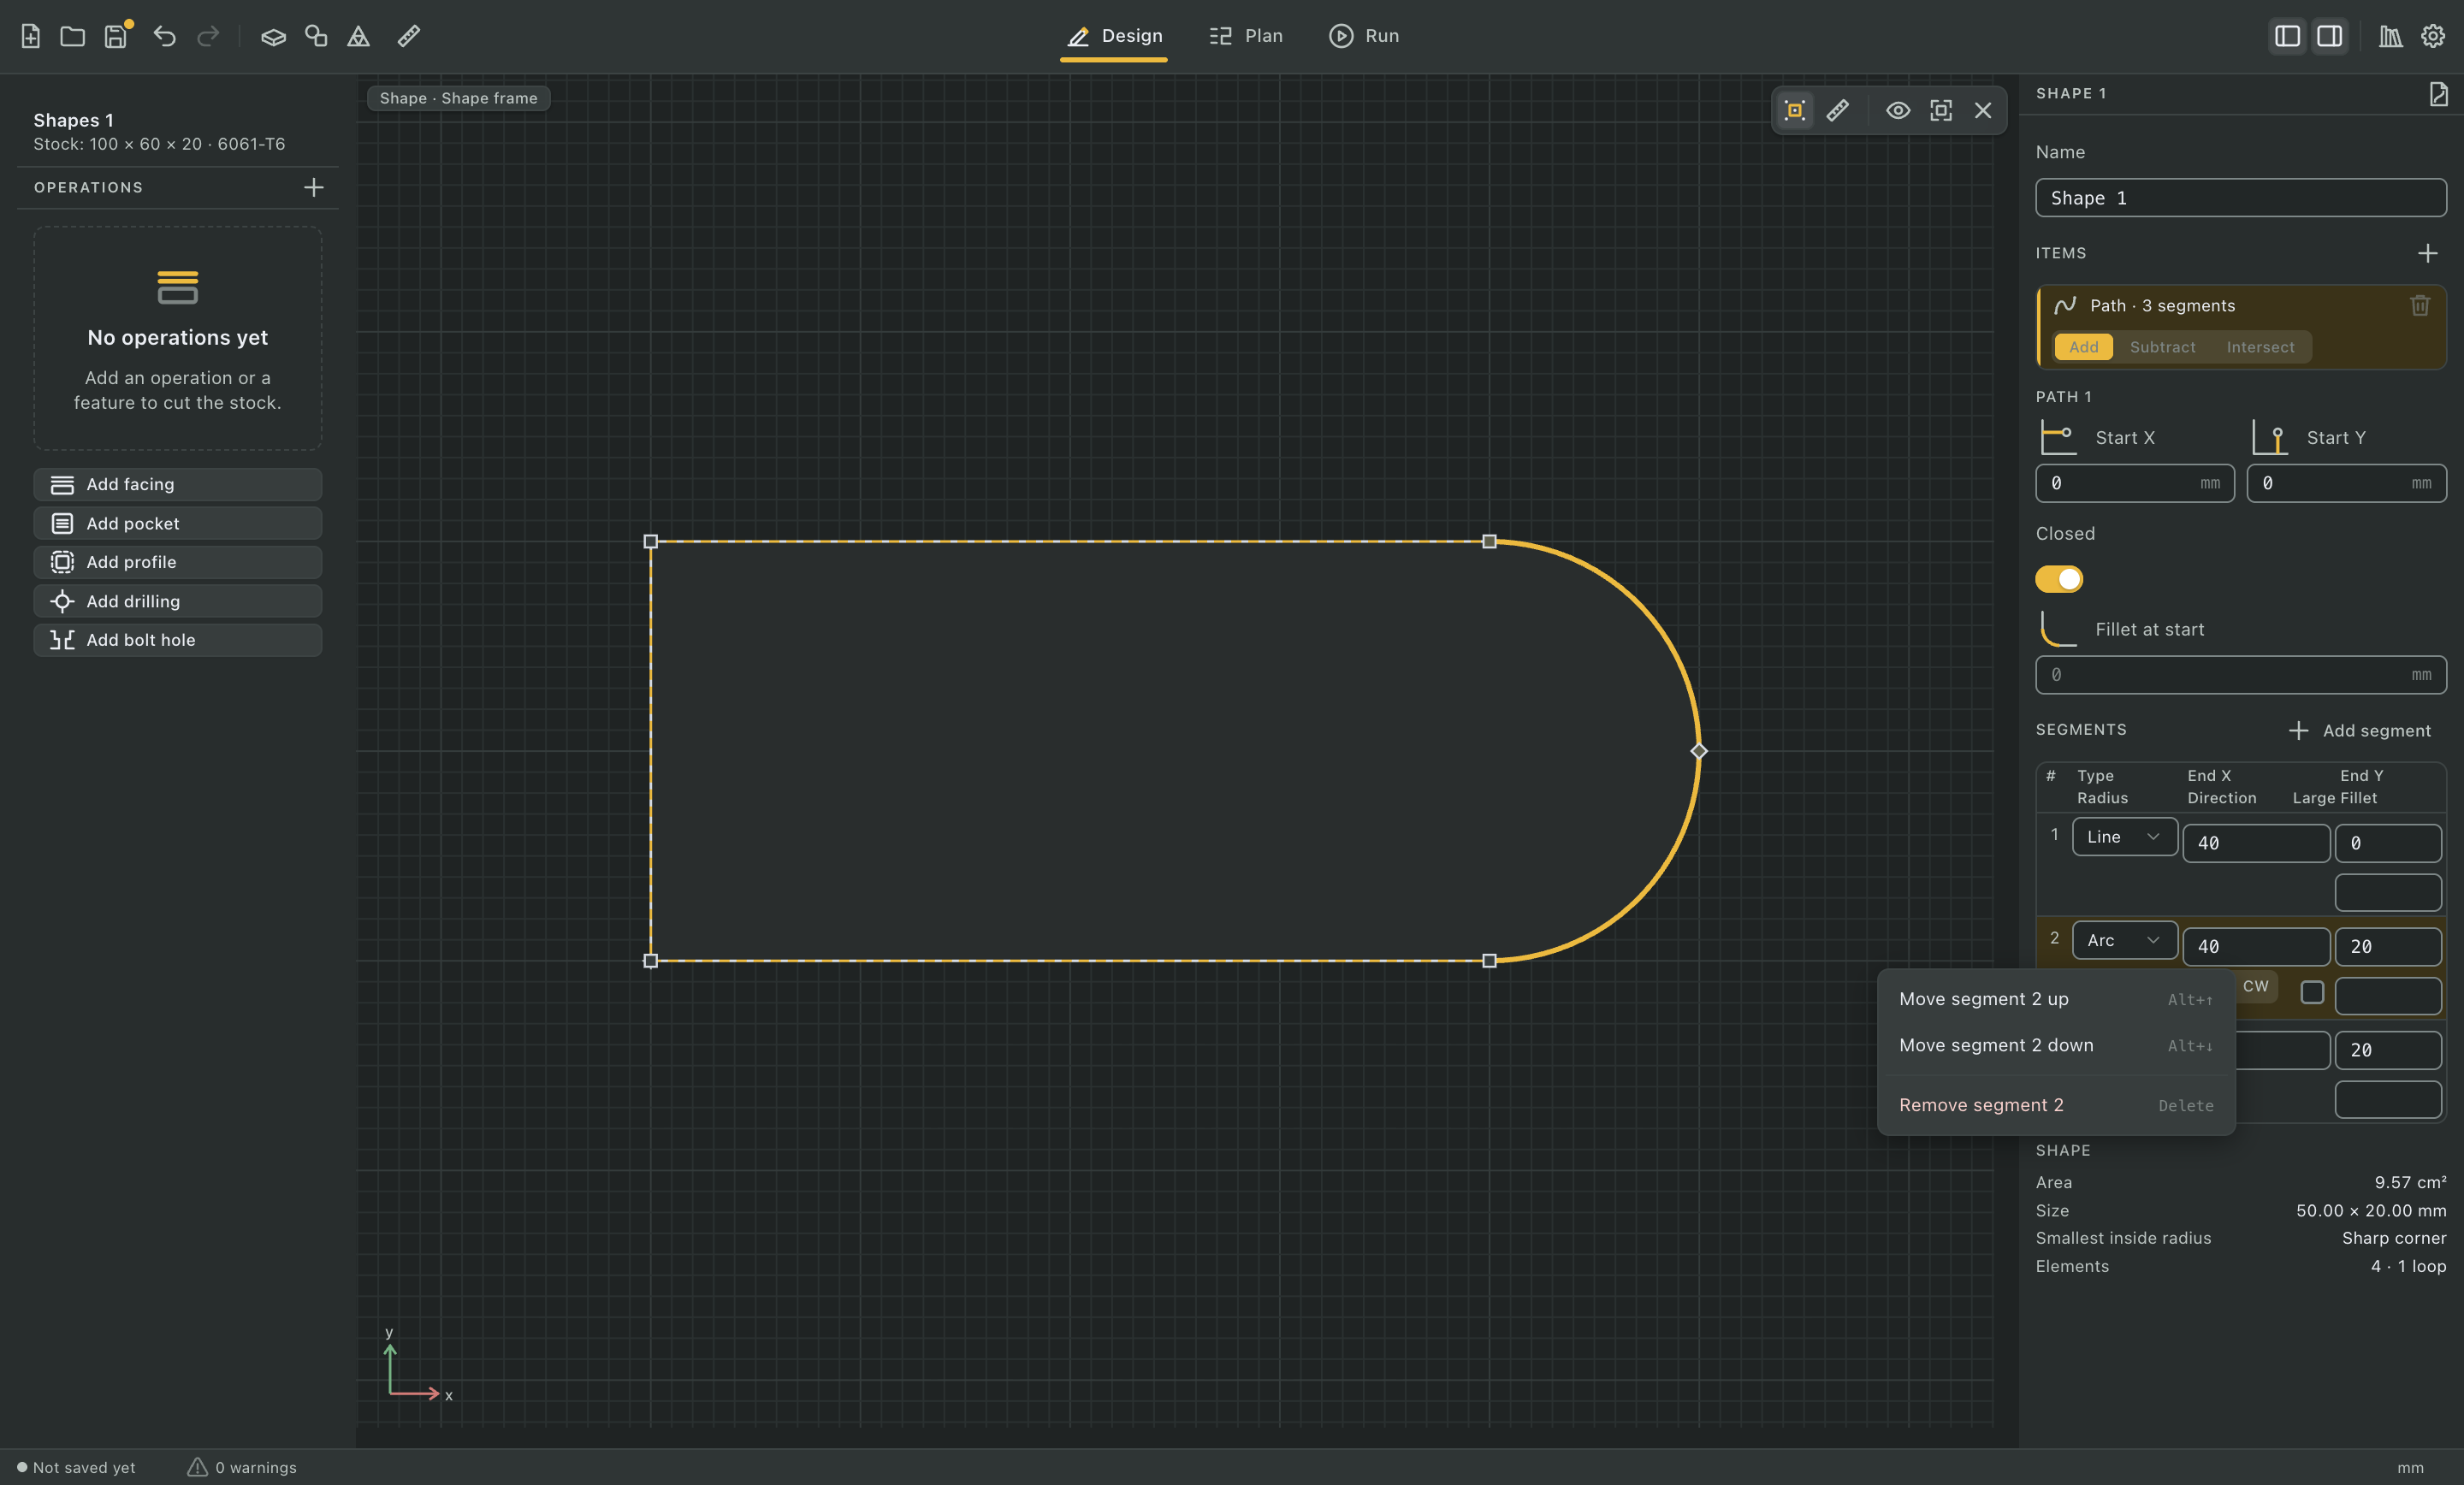 Design
Plan
Run
Shapes 1
Stock: 100 × 60 × 20 · 6061-T6
OPERATIONS
No operations yet
Add an operation or a
feature to cut the stock.
Add facing
Add pocket
Add profile
Add drilling
Add bolt hole
Shape · Shape frame
y
x
SHAPE 1
Name
Shape 1
ITEMS
Path · 3 segments
Add Subtract Intersect
PATH 1
Start X Start Y
0 mm 0 mm
Closed
Fillet at start
0 mm
SEGMENTS Add segment
# Type End X End Y
Radius Direction Large Fillet
1 Line 40 0
2 Arc 40 20
CW
20
Move segment 2 up Alt+↑
Move segment 2 down Alt+↓
Remove segment 2 Delete
SHAPE
Area 9.57 cm²
Size 50.00 × 20.00 mm
Smallest inside radius Sharp corner
Elements 4 · 1 loop
Not saved yet
0 warnings
mm